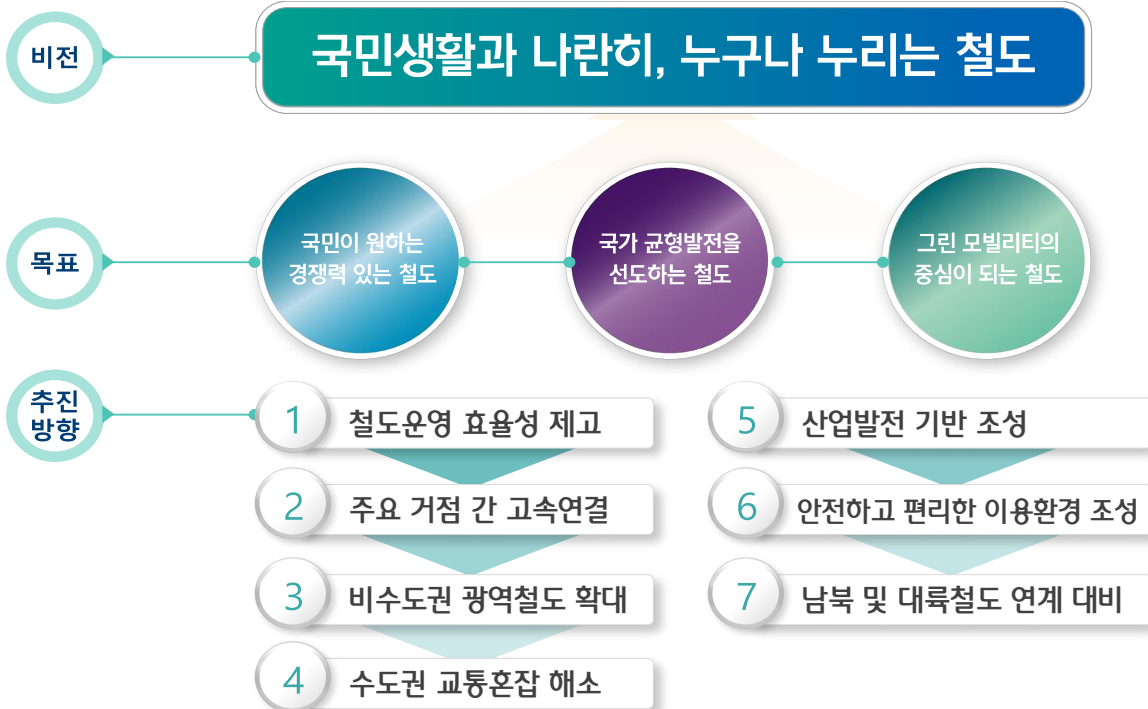 비전
국민생활과 나란히, 누구나 누리는 철도
목표
국민이 원하는
경쟁력 있는 철도
국가 균형발전을
선도하는 철도
그린 모빌리티의
중심이 되는 철도
추진
방향
1 철도운영 효율성 제고
2 주요 거점 간 고속연결
3 비수도권 광역철도 확대
4 수도권 교통혼잡 해소
5 산업발전 기반 조성
6 안전하고 편리한 이용환경 조성
7 남북 및 대륙철도 연계 대비